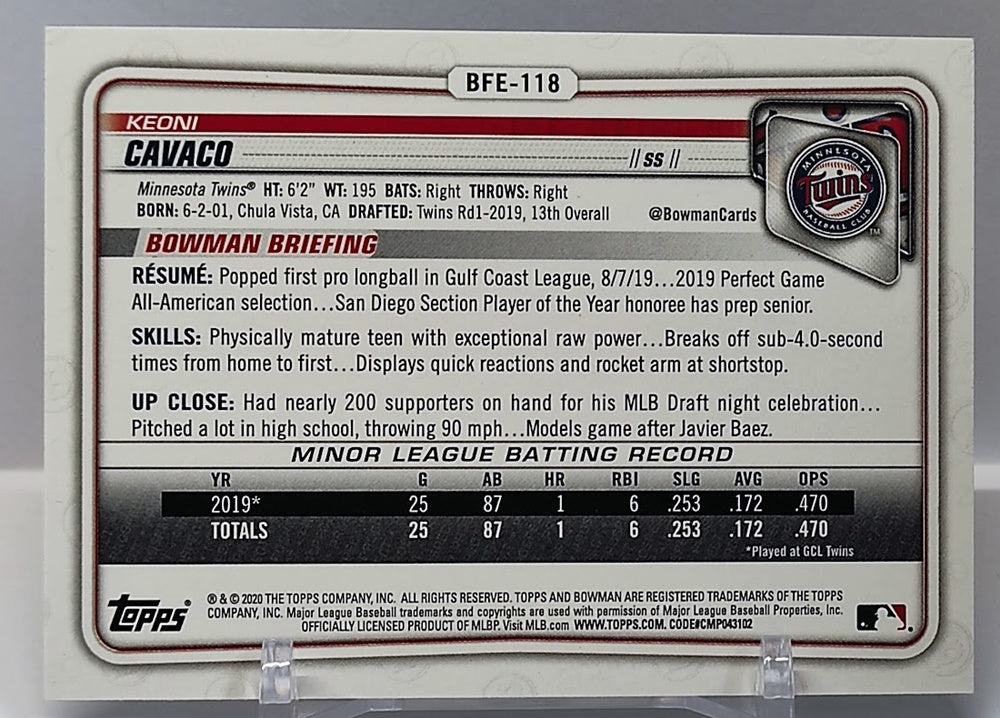 BFE-118
KEONI
CAVACO // SS //
MINNESOTA
Twins
BASEBALL CLUB
TM
Minnesota Twins® HT: 6'2" WT: 195 BATS: Right THROWS: Right
BORN: 6-2-01, Chula Vista, CA DRAFTED: Twins Rd1-2019, 13th Overall @BowmanCards
BOWMAN BRIEFING
RÉSUMÉ: Popped first pro longball in Gulf Coast League, 8/7/19...2019 Perfect Game
All-American selection...San Diego Section Player of the Year honoree has prep senior.
SKILLS: Physically mature teen with exceptional raw power...Breaks off sub-4.0-second
times from home to first...Displays quick reactions and rocket arm at shortstop.
UP CLOSE: Had nearly 200 supporters on hand for his MLB Draft night celebration...
Pitched a lot in high school, throwing 90 mph...Models game after Javier Baez.
MINOR LEAGUE BATTING RECORD
YR G AB HR RBI SLG AVG OPS
2019* 25 87 1 6 .253 .172 .470
TOTALS 25 87 1 6 .253 .172 .470
*Played at GCL Twins
TOPPS®
® & © 2020 THE TOPPS COMPANY, INC. ALL RIGHTS RESERVED. TOPPS AND BOWMAN ARE REGISTERED TRADEMARKS OF THE TOPPS
COMPANY, INC. Major League Baseball trademarks and copyrights are used with permission of Major League Baseball Properties, Inc.
OFFICIALLY LICENSED PRODUCT OF MLBP. Visit MLB.com WWW.TOPPS.COM. CODE#CMP043102